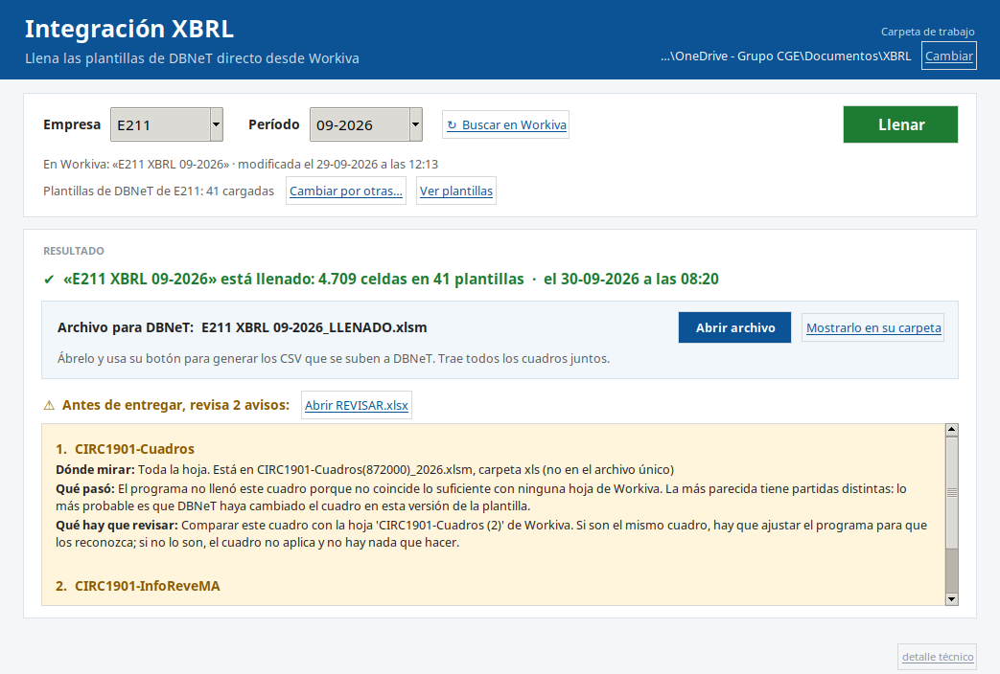 Integración XBRL
Llena las plantillas de DBNeT directo desde Workiva
Carpeta de trabajo
...\OneDrive - Grupo CGE\Documentos\XBRL
Cambiar
Empresa
E211
Período
09-2026
↻ Buscar en Workiva
Llenar
En Workiva: «E211 XBRL 09-2026» · modificada el 29-09-2026 a las 12:13
Plantillas de DBNeT de E211: 41 cargadas
Cambiar por otras...
Ver plantillas
RESULTADO
✔ «E211 XBRL 09-2026» está llenado: 4.709 celdas en 41 plantillas · el 30-09-2026 a las 08:20
Archivo para DBNeT: E211 XBRL 09-2026_LLENADO.xlsm
Abrir archivo
Mostrarlo en su carpeta
Ábrelo y usa su botón para generar los CSV que se suben a DBNeT. Trae todos los cuadros juntos.
⚠ Antes de entregar, revisa 2 avisos:
Abrir REVISAR.xlsx
1. CIRC1901-Cuadros
Dónde mirar: Toda la hoja. Está en CIRC1901-Cuadros(872000)_2026.xlsm, carpeta xls (no en el archivo único)
Qué pasó: El programa no llenó este cuadro porque no coincide lo suficiente con ninguna hoja de Workiva. La más parecida tiene partidas distintas: lo
más probable es que DBNeT haya cambiado el cuadro en esta versión de la plantilla.
Qué hay que revisar: Comparar este cuadro con la hoja 'CIRC1901-Cuadros (2)' de Workiva. Si son el mismo cuadro, hay que ajustar el programa para que
los reconozca; si no lo son, el cuadro no aplica y no hay nada que hacer.
2. CIRC1901-InfoReveMA
detalle técnico